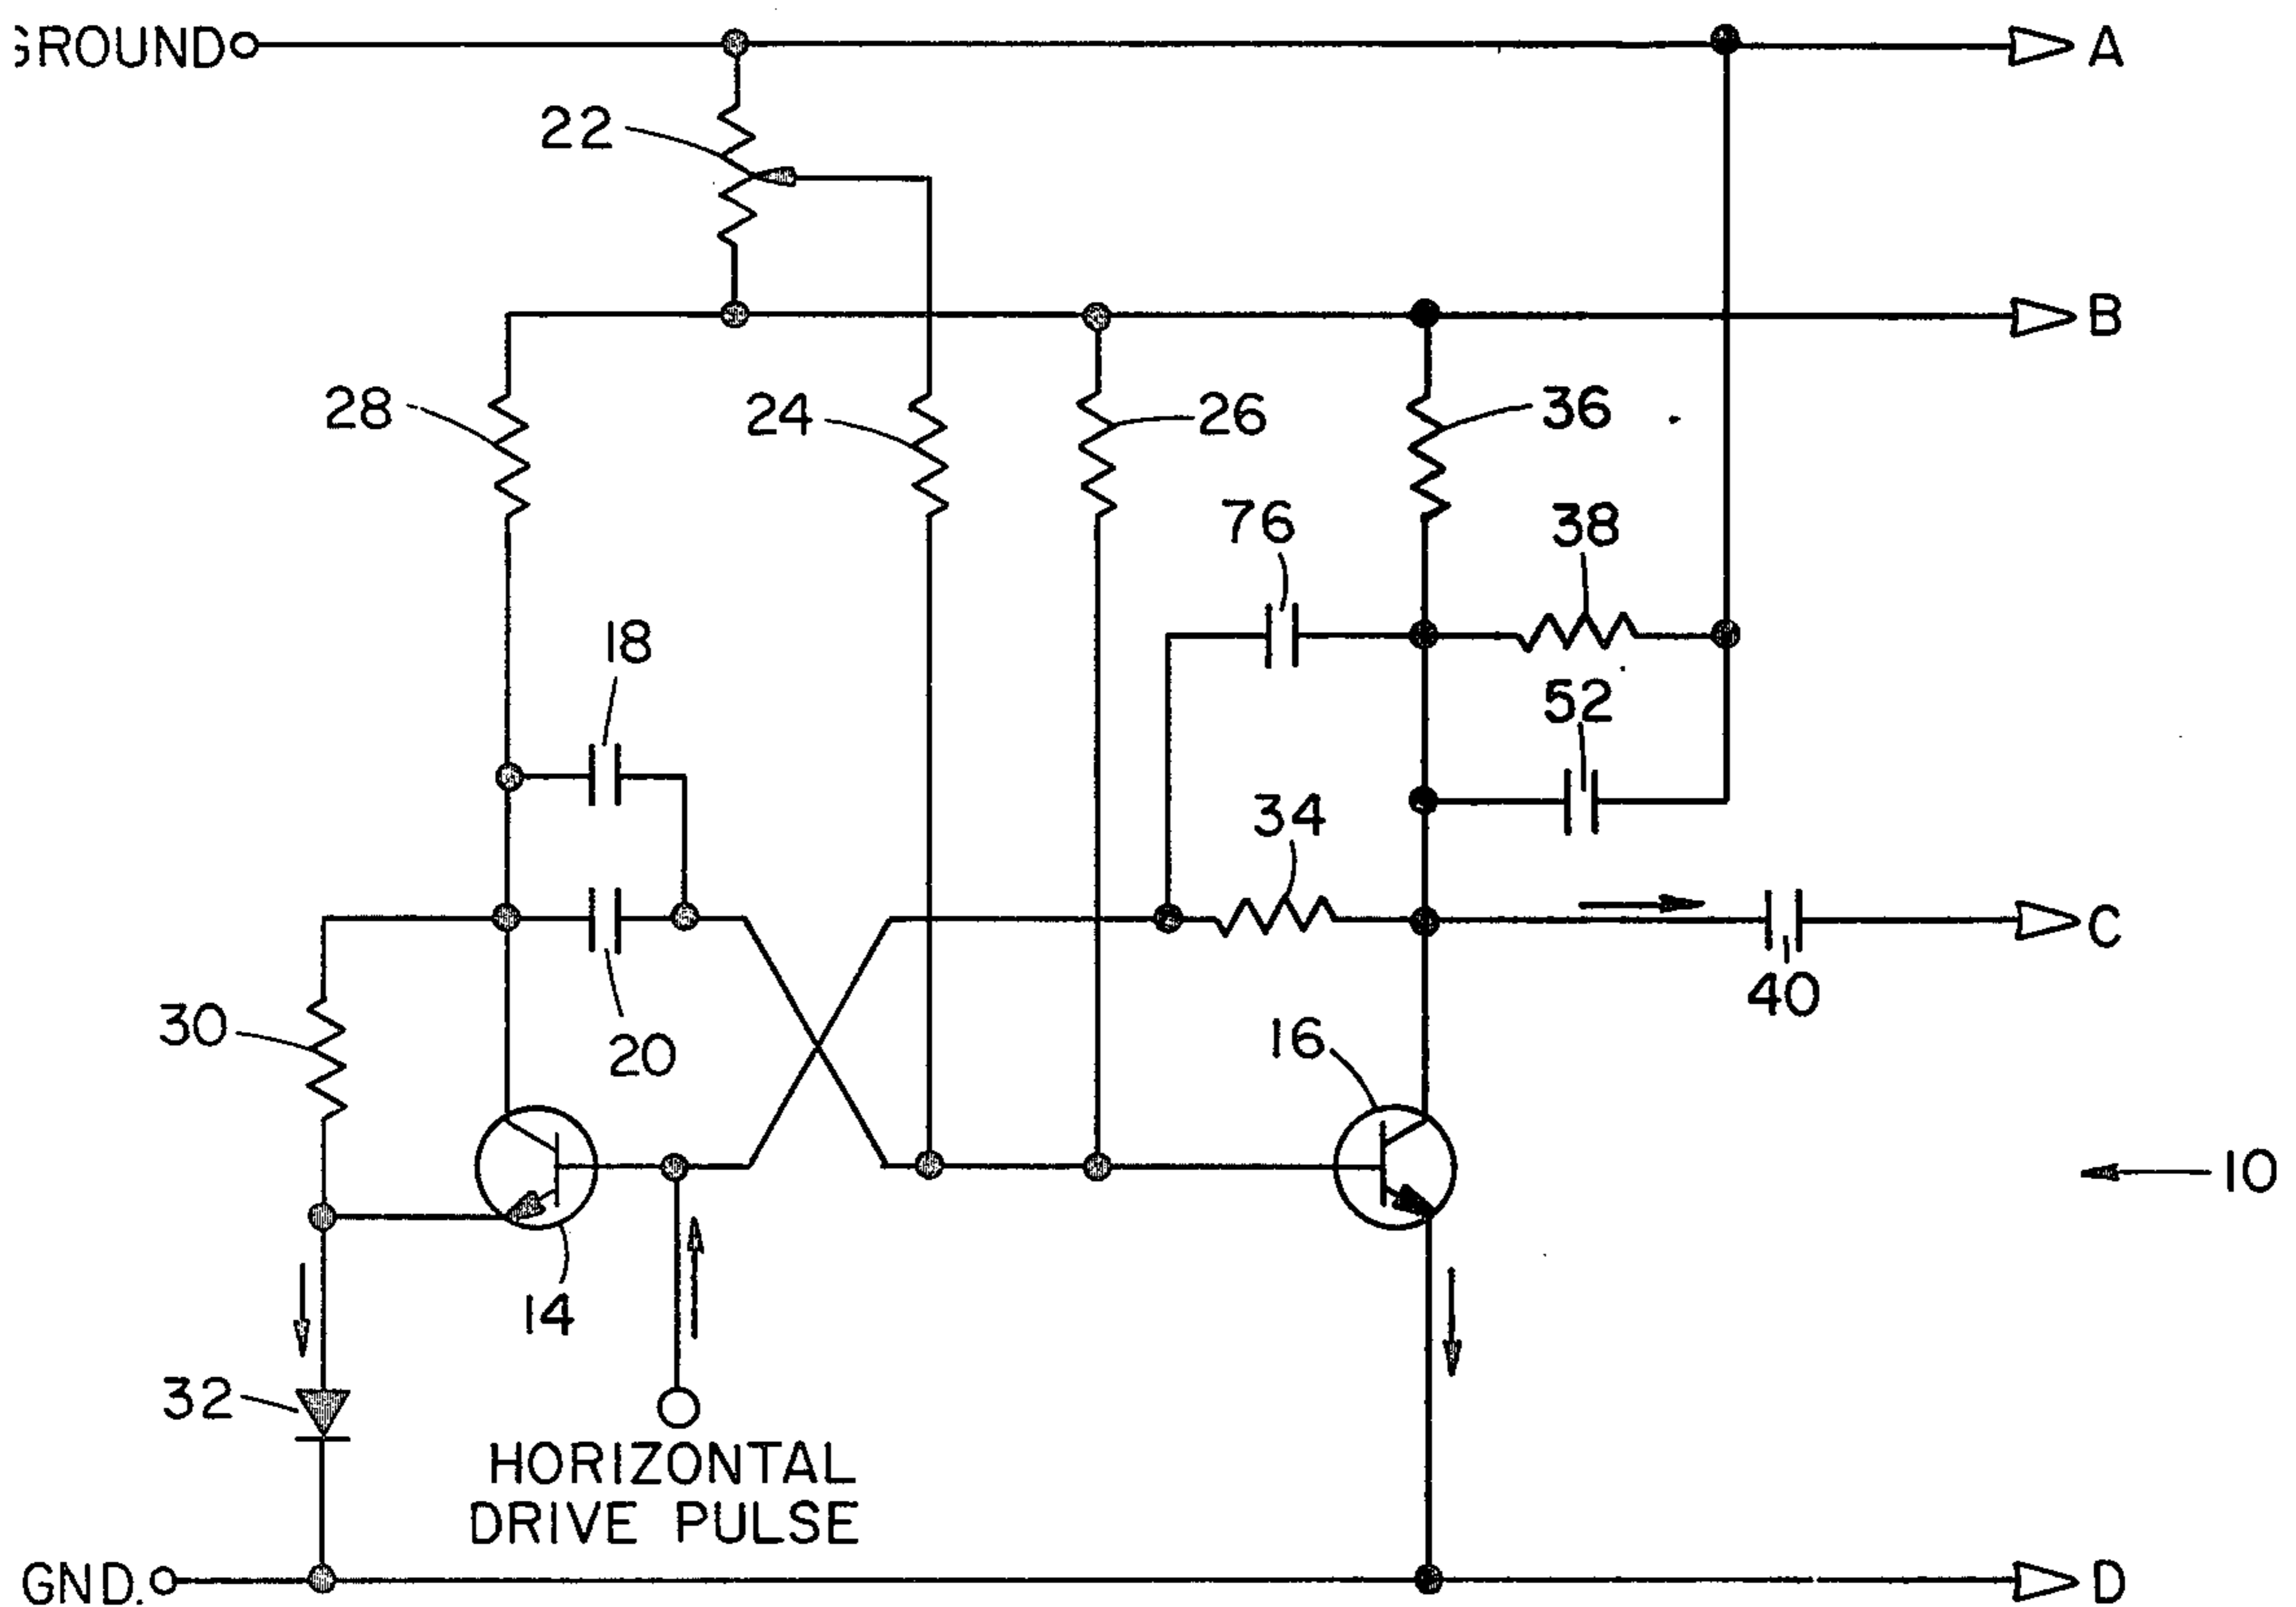 GROUND A
22
B
28 24 26 36
76 38
18
52
34
C
40
30 20 16
10
14
32
HORIZONTAL
DRIVE PULSE
GND. D